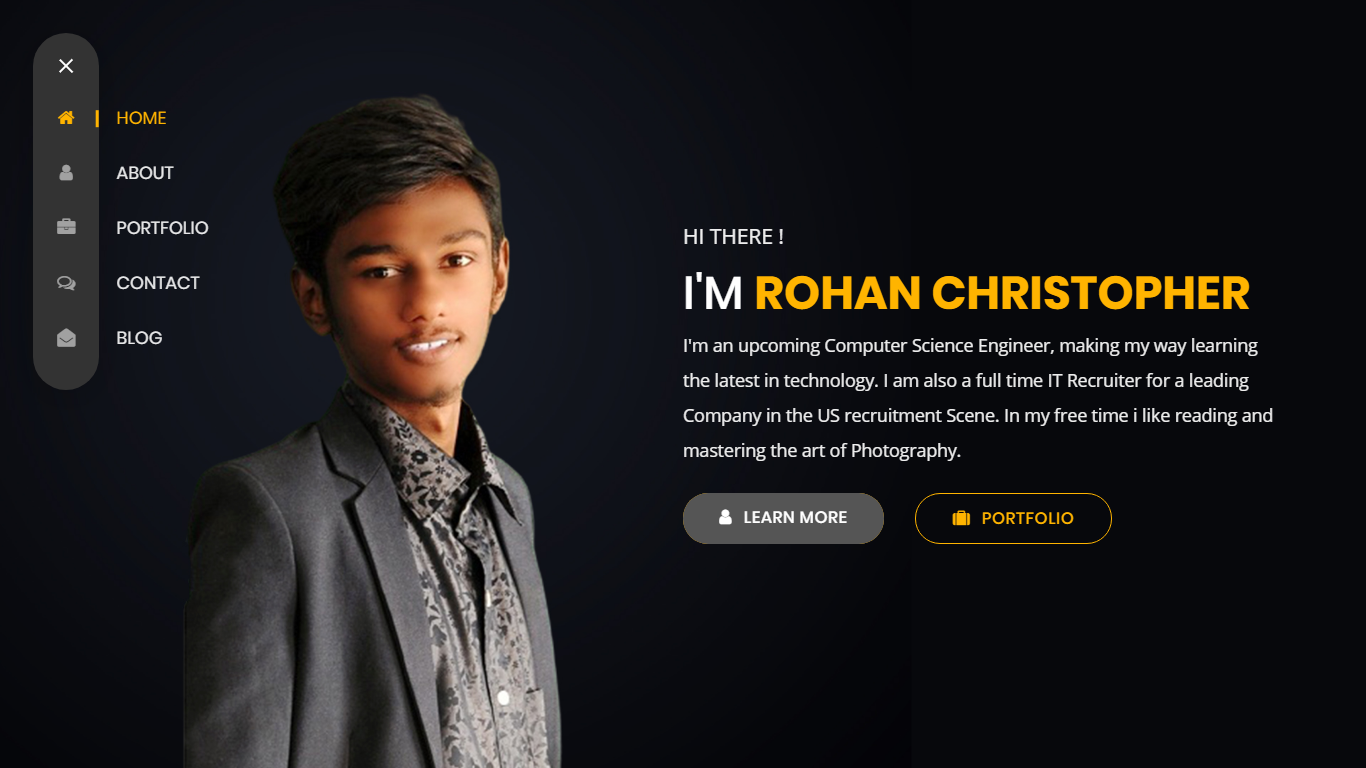 HOME
ABOUT
PORTFOLIO
CONTACT
BLOG
HI THERE !
I'M ROHAN CHRISTOPHER
I'm an upcoming Computer Science Engineer, making my way learning
the latest in technology. I am also a full time IT Recruiter for a leading
Company in the US recruitment Scene. In my free time i like reading and
mastering the art of Photography.
LEARN MORE
PORTFOLIO